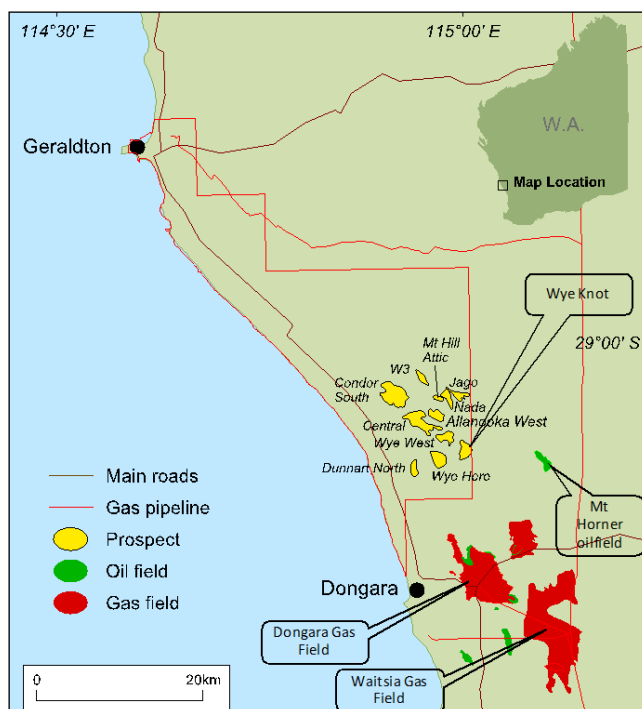 114°30' E
115°00' E
W.A.
Geraldton
Map Location
Wye Knot
29°00' S
Mt Hill
Attic
W3
Jago
Condor
South
Nada
Allanooka West
Central
Wye West
Dunnart North
Wye Here
Main roads
Gas pipeline
Prospect
Oil field
Gas field
Mt
Horner
oilfield
Dongara
Dongara Gas
Field
Waitsia Gas
Field
0
20km